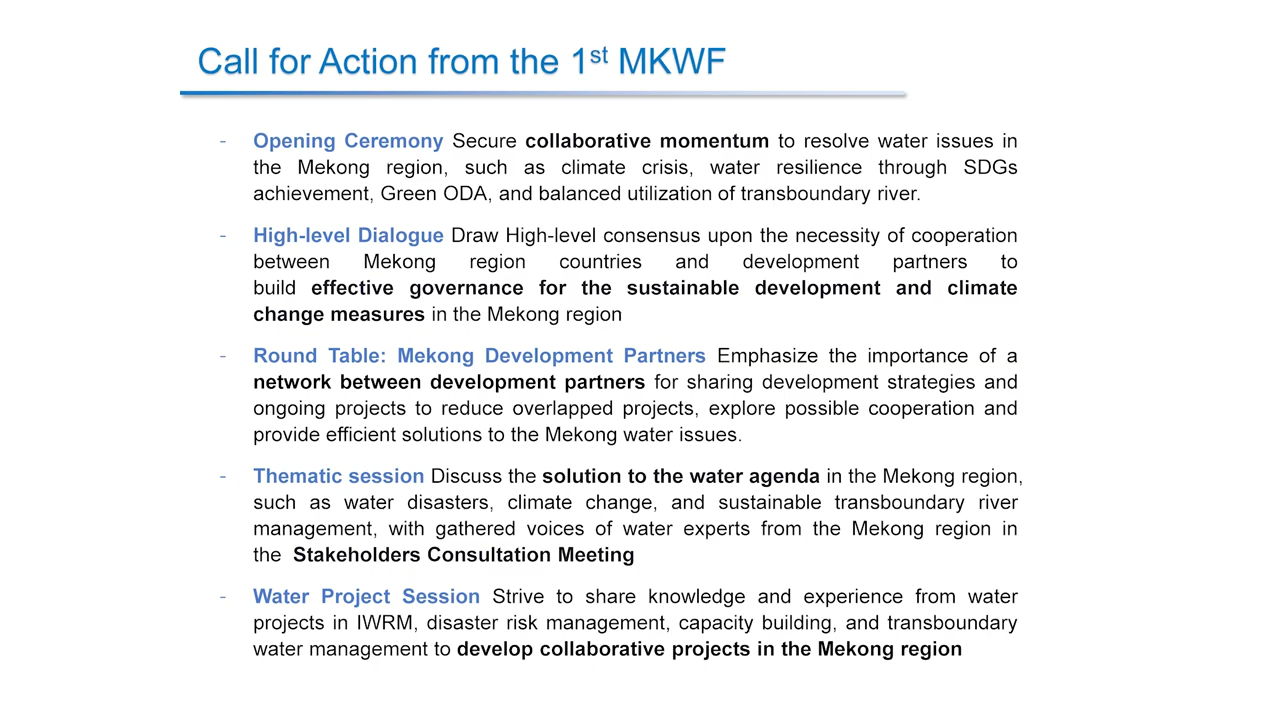 Call for Action from the 1st MKWF
- Opening Ceremony Secure collaborative momentum to resolve water issues in
the Mekong region, such as climate crisis, water resilience through SDGs
achievement, Green ODA, and balanced utilization of transboundary river.
- High-level Dialogue Draw High-level consensus upon the necessity of cooperation
between Mekong region countries and development partners to
build effective governance for the sustainable development and climate
change measures in the Mekong region
- Round Table: Mekong Development Partners Emphasize the importance of a
network between development partners for sharing development strategies and
ongoing projects to reduce overlapped projects, explore possible cooperation and
provide efficient solutions to the Mekong water issues.
- Thematic session Discuss the solution to the water agenda in the Mekong region,
such as water disasters, climate change, and sustainable transboundary river
management, with gathered voices of water experts from the Mekong region in
the Stakeholders Consultation Meeting
- Water Project Session Strive to share knowledge and experience from water
projects in IWRM, disaster risk management, capacity building, and transboundary
water management to develop collaborative projects in the Mekong region